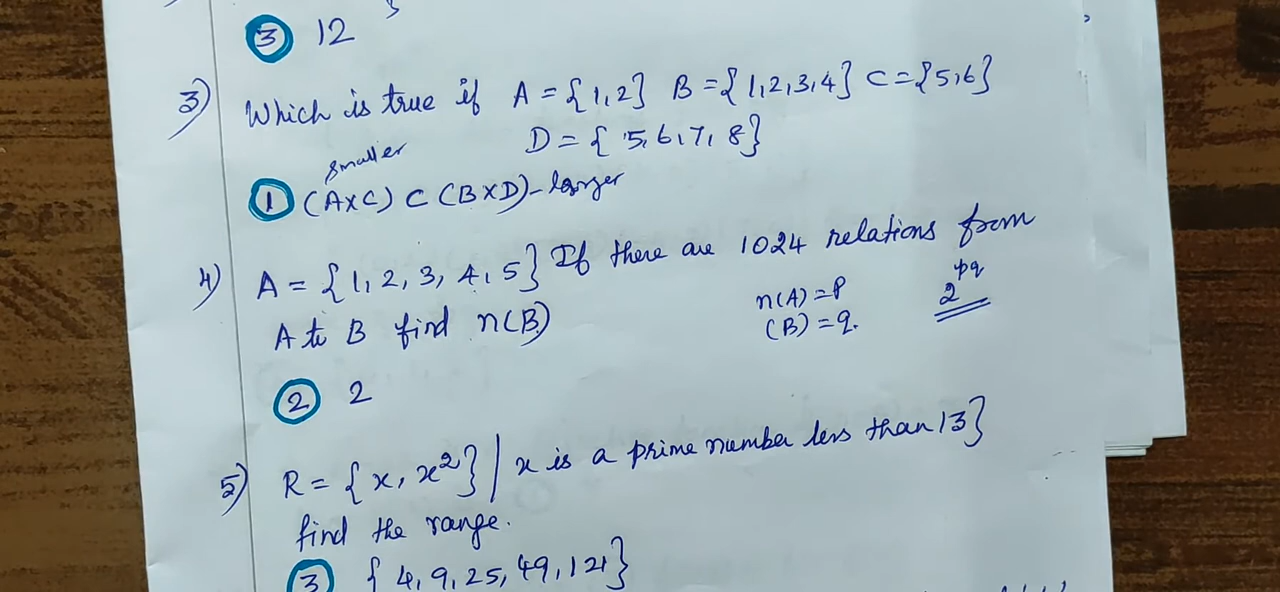 ③ 12
3) Which is true if A = {1,2} B = {1,2,3,4} C = {5,6}
D = { 5,6,7,8}
smaller
① (A×C) ⊂ (B×D) - larger
4) A = {1,2,3,4,5} If there are 1024 relations from
A to B find n(B)
n(A) = P
(B) = q.
2^pq
② 2
5) R = {x, x²} | x is a prime number less than 13}
find the range.
③ { 4,9,25,49,121}